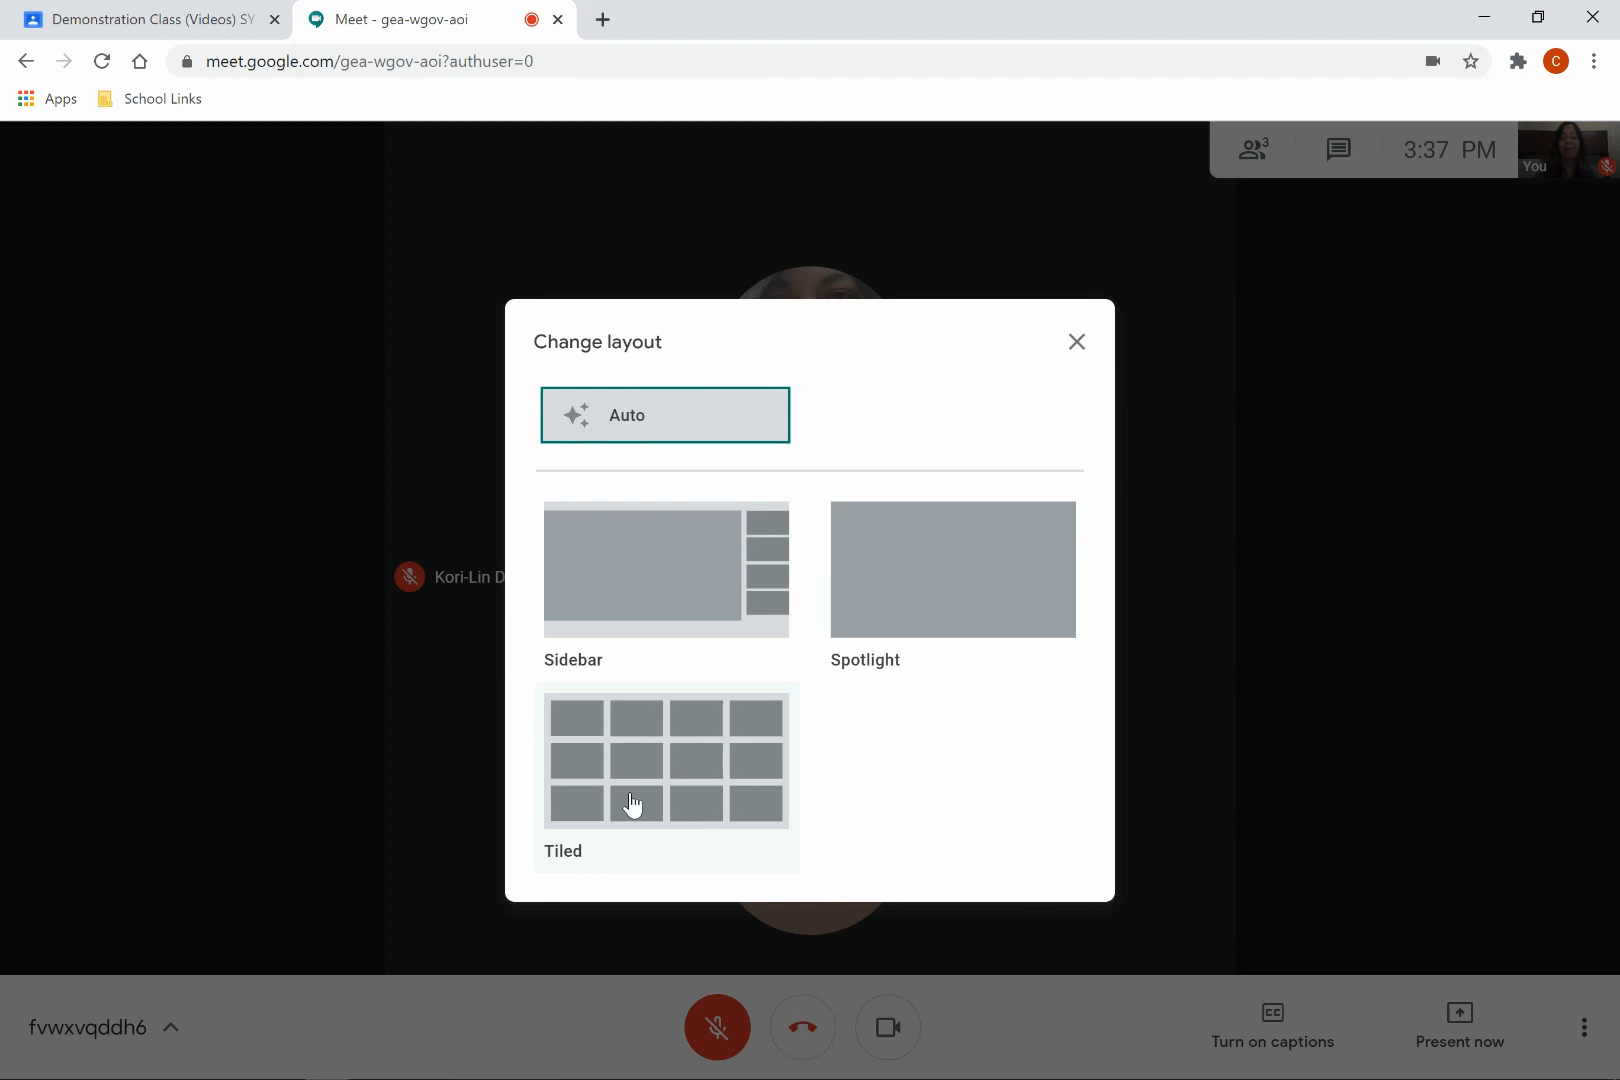 Demonstration Class (Videos) SY
Meet - gea-wgov-aoi
meet.google.com/gea-wgov-aoi?authuser=0
C
Apps
School Links
3
3:37 PM
You
Change layout
Auto
Kori-Lin D
Sidebar
Spotlight
Tiled
fvwxvqddh6
CC
Turn on captions
Present now